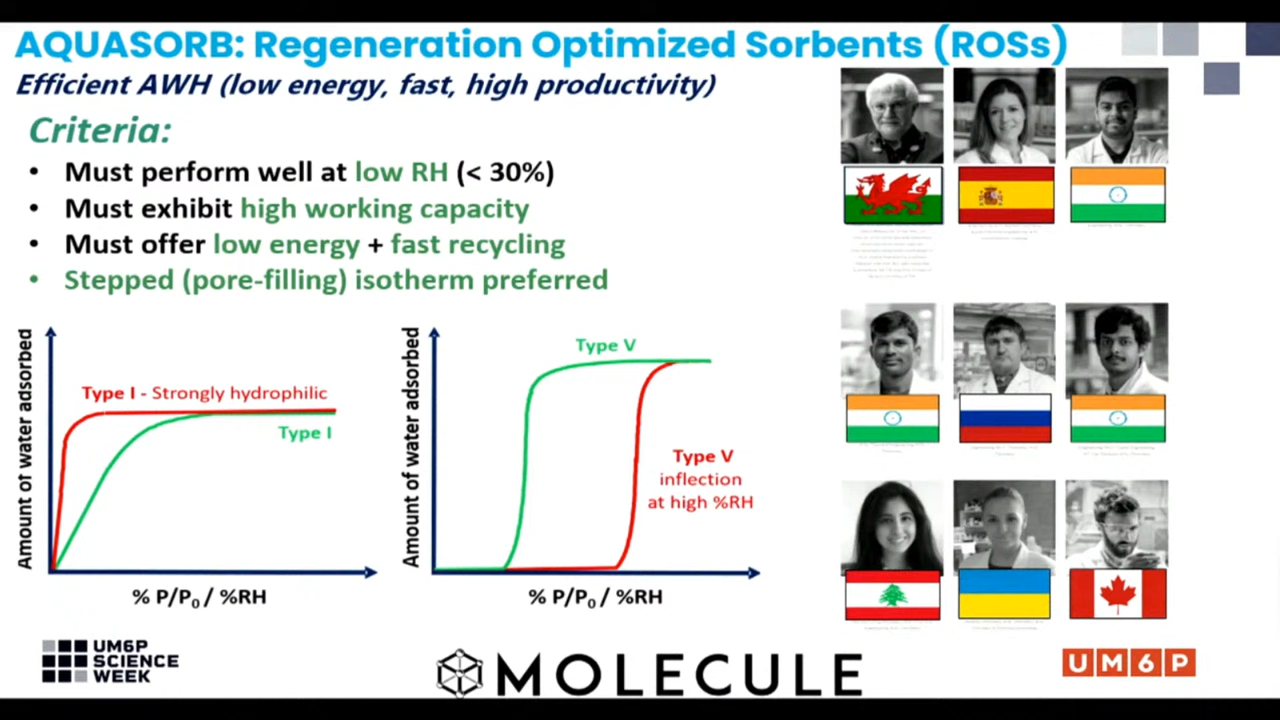 AQUASORB: Regeneration Optimized Sorbents (ROSs)
Efficient AWH (low energy, fast, high productivity)
Criteria:
• Must perform well at low RH (< 30%)
• Must exhibit high working capacity
• Must offer low energy + fast recycling
• Stepped (pore-filling) isotherm preferred
Amount of water adsorbed
Type I - Strongly hydrophilic
Type I
% P/P₀ / %RH
Amount of water adsorbed
Type V
Type V
inflection
at high %RH
% P/P₀ / %RH
UM6P
SCIENCE
WEEK
MOLECULE
UM6P